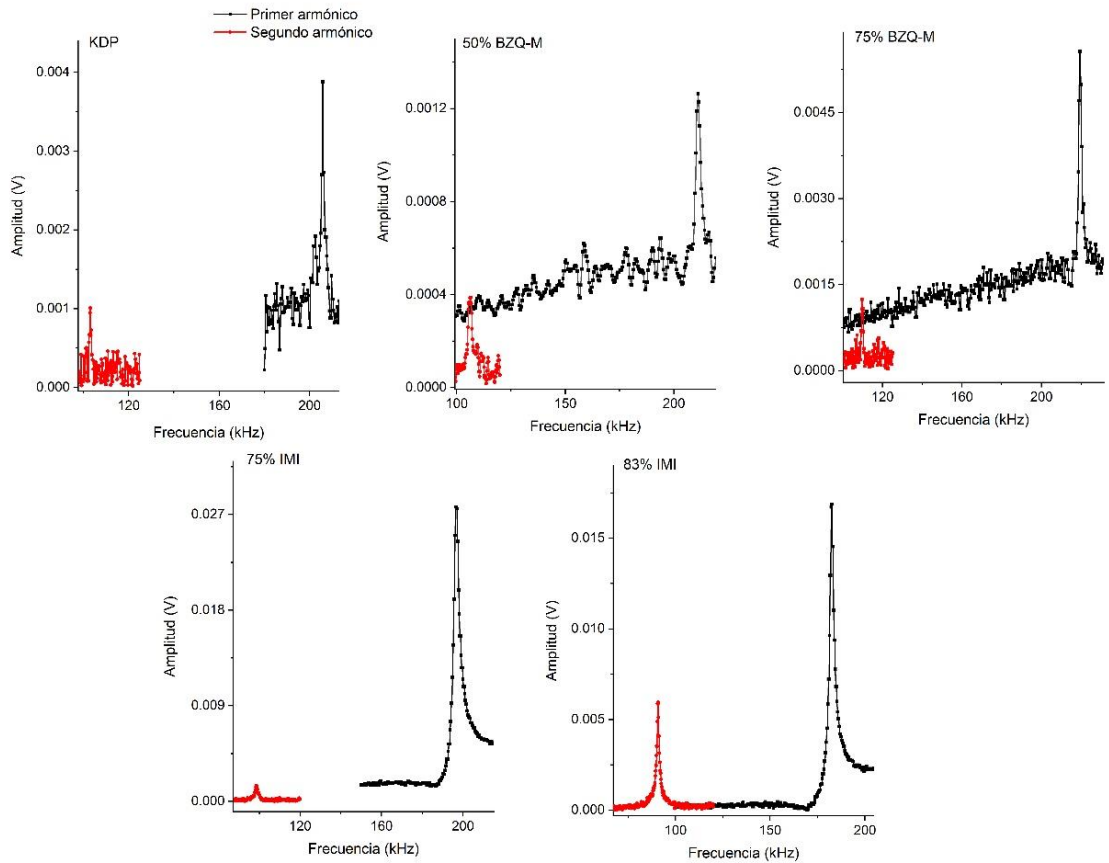 Primer armónico
Segundo armónico
KDP
0.004
0.003
0.002
0.001
0.000
Amplitud (V)
120
160
200
Frecuencia (kHz)
50% BZQ-M
0.0012
0.0008
0.0004
0.0000
Amplitud (V)
100
150
200
Frecuencia (kHz)
75% BZQ-M
0.0045
0.0030
0.0015
0.0000
Amplitud (V)
120
160
200
Frecuencia (kHz)
75% IMI
0.027
0.018
0.009
0.000
Amplitud (V)
120
160
200
Frecuencia (kHz)
83% IMI
0.015
0.010
0.005
0.000
Amplitud (V)
100
150
200
Frecuencia (kHz)